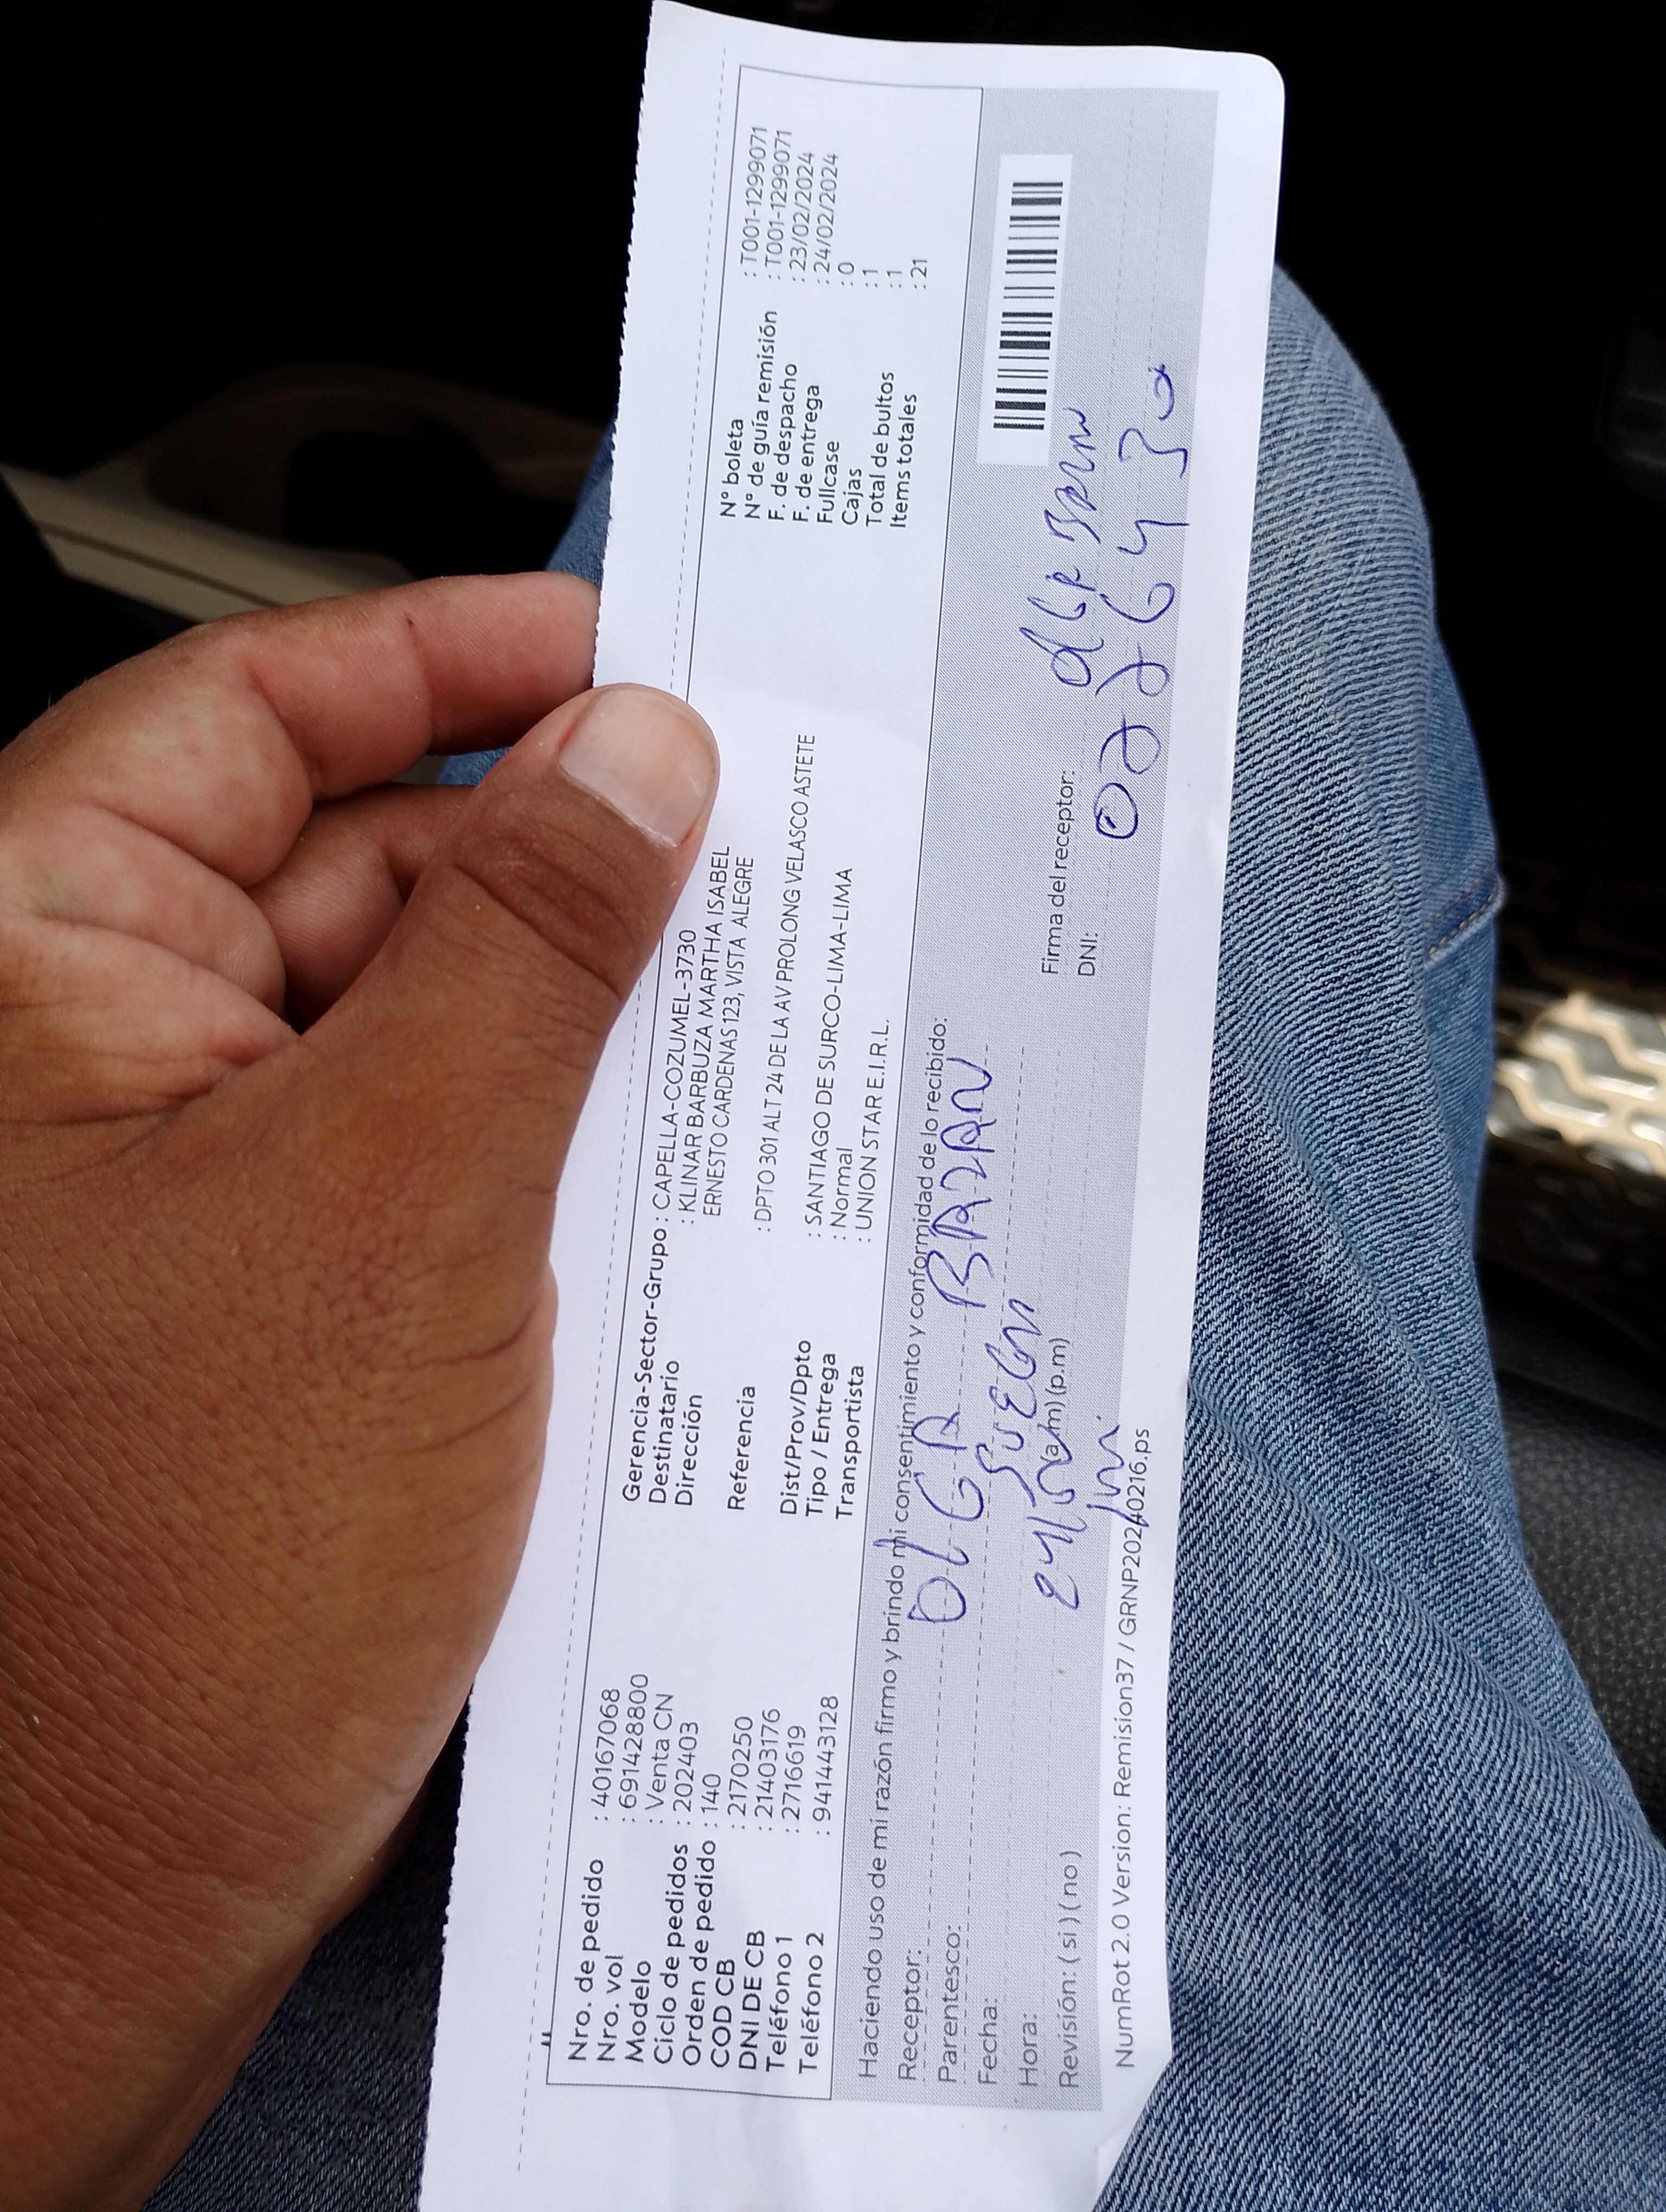 Nro. de pedido : 40167068
Nro. vol : 691428800
Modelo : Venta CN
Ciclo de pedidos : 202403
Orden de pedido : 140
COD CB : 2170250
DNI DE CB : 21403176
Teléfono 1 : 2716619
Teléfono 2 : 941443128
Gerencia-Sector-Grupo : CAPELLA-COZUMEL-3730
Destinatario : KLINAR BARBUZA MARTHA ISABEL
Dirección ERNESTO CARDENAS 123, VISTA ALEGRE
Referencia : DPTO 301 ALT 24 DE LA AV PROLONG VELASCO ASTETE
Dist/Prov/Dpto : SANTIAGO DE SURCO-LIMA-LIMA
Tipo / Entrega : Normal
Transportista : UNION STAR E.I.R.L.
N° boleta : T001-1299071
N° de guía remisión : T001-1299071
F. de despacho : 23/02/2024
F. de entrega : 24/02/2024
Fullcase : 0
Cajas : 1
Total de bultos : 1
Items totales : 21
Haciendo uso de mi razón firmo y brindo mi consentimiento y conformidad de lo recibido:
Receptor: OLGA BAZAN
Parentesco: SUEGRA
Fecha:
Hora: (a.m) (p.m)
Revisión: ( si ) ( no )
Firma del receptor:
DNI:
NumRot 2.0 Version: Remision37 / GRNP20240216.ps